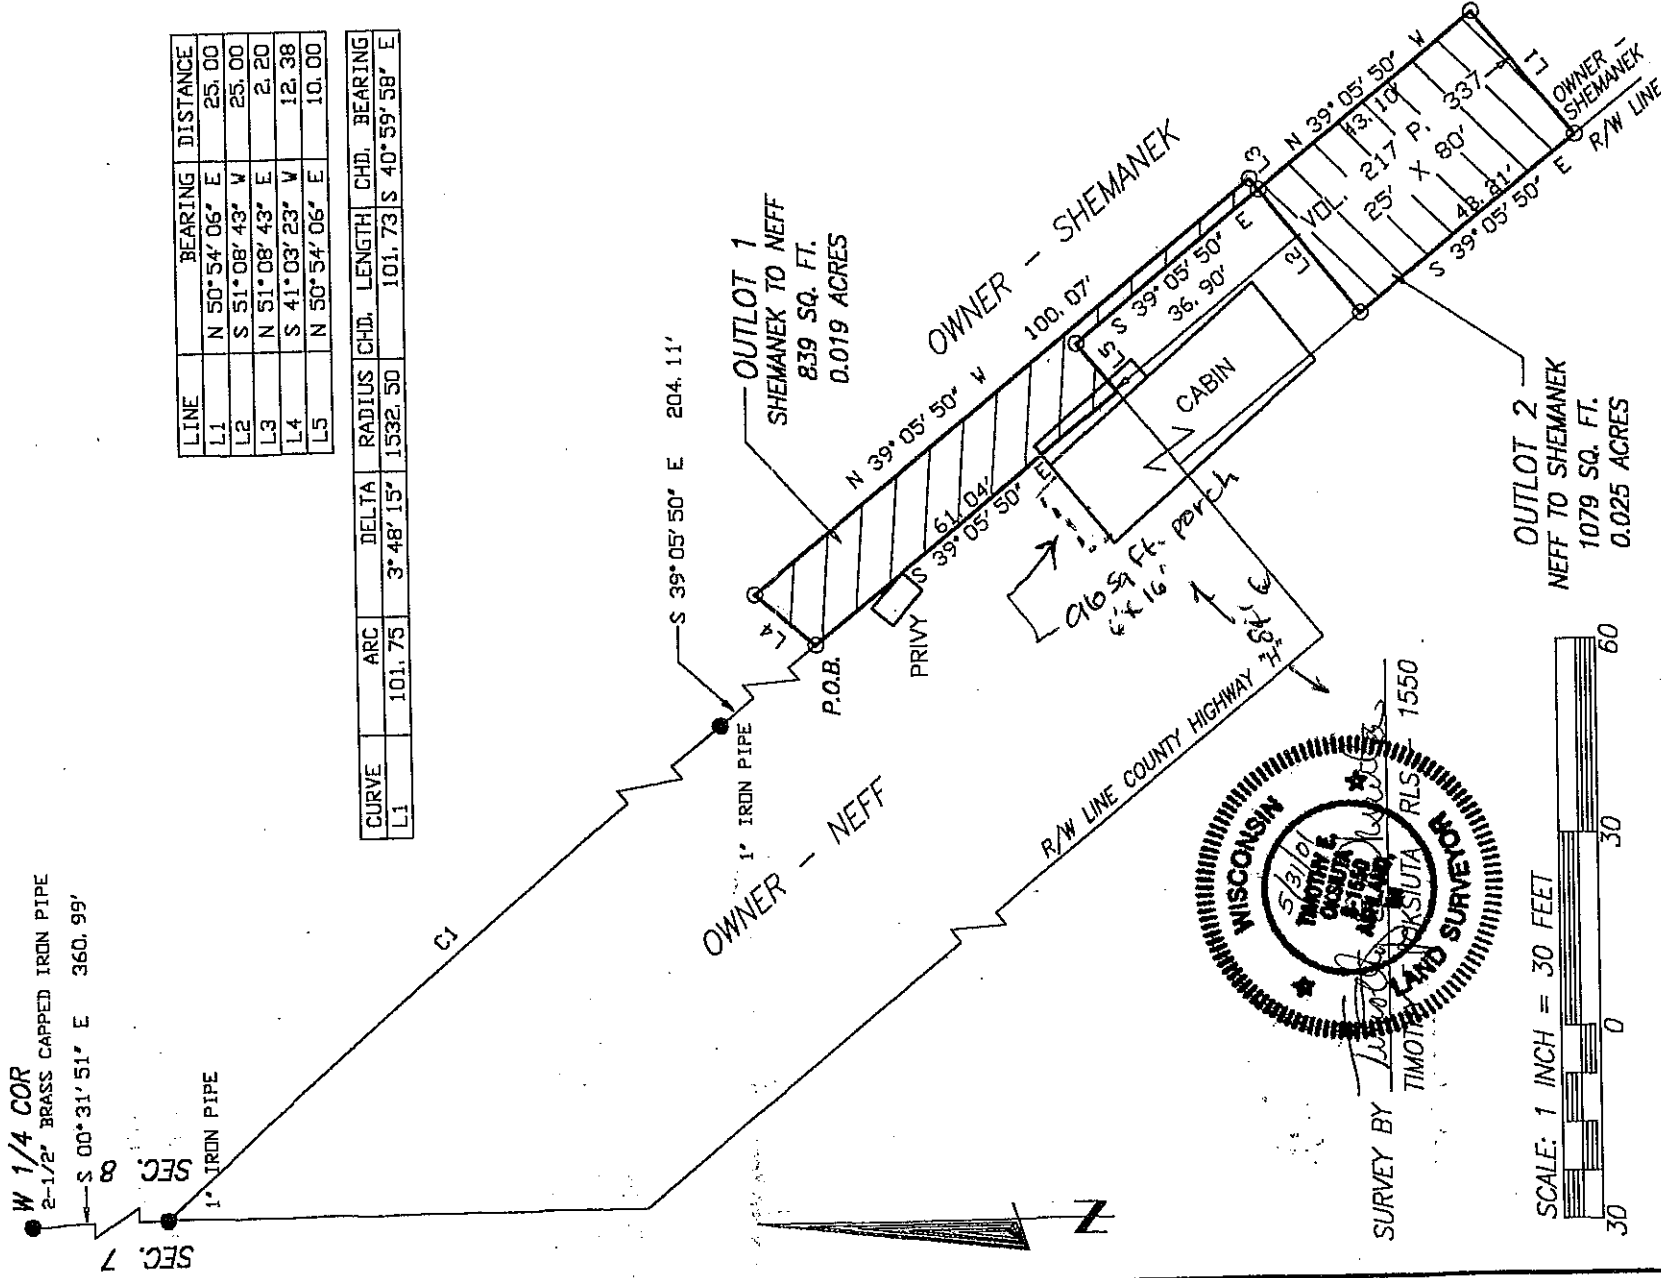 W 1/4 COR
2-1/2" BRASS CAPPED IRON PIPE
S 00°31'51" E 360.99'
SEC. 7
SEC. 8
1" IRON PIPE
LINE BEARING DISTANCE
L1 N 50°54'06" E 25.00
L2 S 51°08'43" W 25.00
L3 N 51°08'43" E 2.20
L4 S 41°03'23" W 12.38
L5 N 50°54'06" E 10.00
CURVE ARC DELTA RADIUS CHD. LENGTH CHD. BEARING
L1 101.75 3°48'15" 1532.50 101.73 S 40°59'58" E
C1
S 39°05'50" E 204.11'
1" IRON PIPE
OWNER - NEFF
OUTLOT 1
SHEMANEK TO NEFF
839 SQ. FT.
0.019 ACRES
OWNER - SHEMANEK
L4
P.O.B.
PRIVY
N 39°05'50" W
100.07'
61.04'
S 39°05'50" E
L5
S 39°05'50" E
36.90'
L3
L2
N 39°05'50" W
43.10'
VOL. 217 P. 337
25' X 80'
48.21'
S 39°05'50" E
L1
OWNER -
SHEMANEK
R/W LINE
CABIN
96 sq ft. porch
6' x 16'
R/W LINE COUNTY HIGHWAY "H"
OUTLOT 2
NEFF TO SHEMANEK
1079 SQ. FT.
0.025 ACRES
N
WISCONSIN
5/31/01
TIMOTHY E.
OKSIUTA
S-1550
ASHLAND,
WI
LAND SURVEYOR
SURVEY BY
TIMOTHY OKSIUTA RLS - 1550
SCALE: 1 INCH = 30 FEET
30 0 30 60